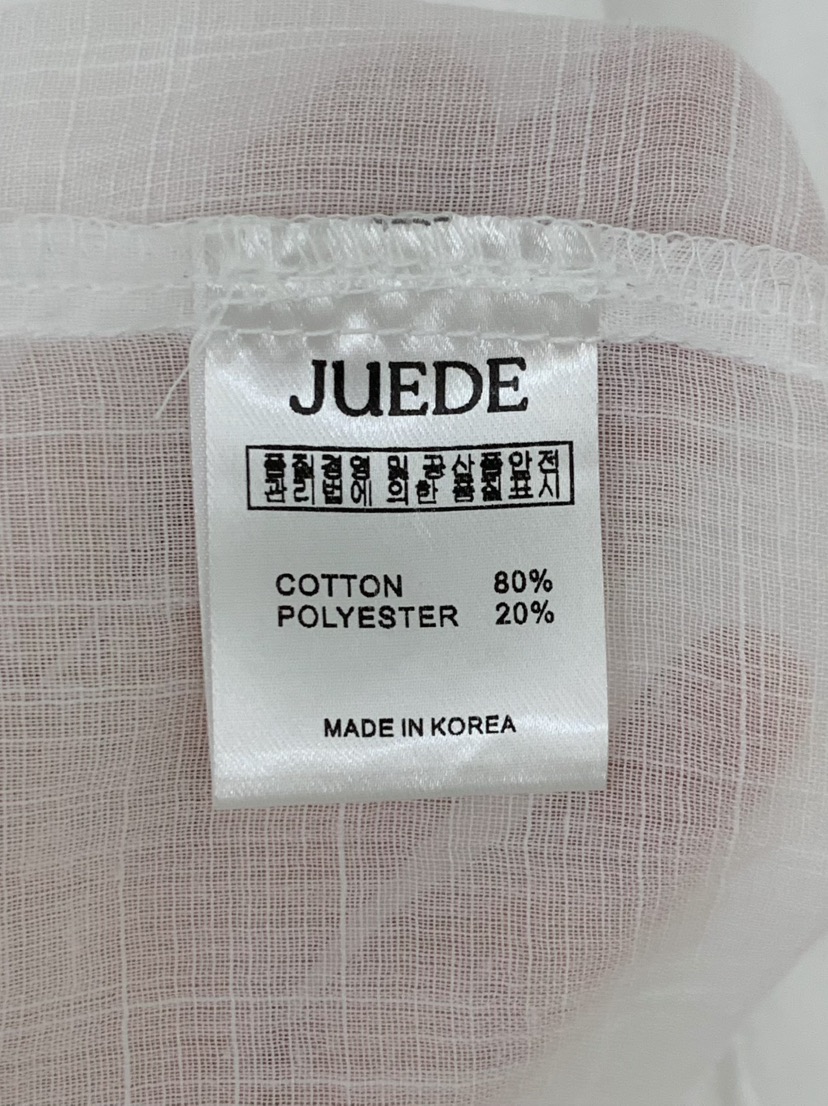 JUEDE
품질경영 및 공산품안전
관리법에 의한 품질표시
COTTON 80%
POLYESTER 20%
MADE IN KOREA